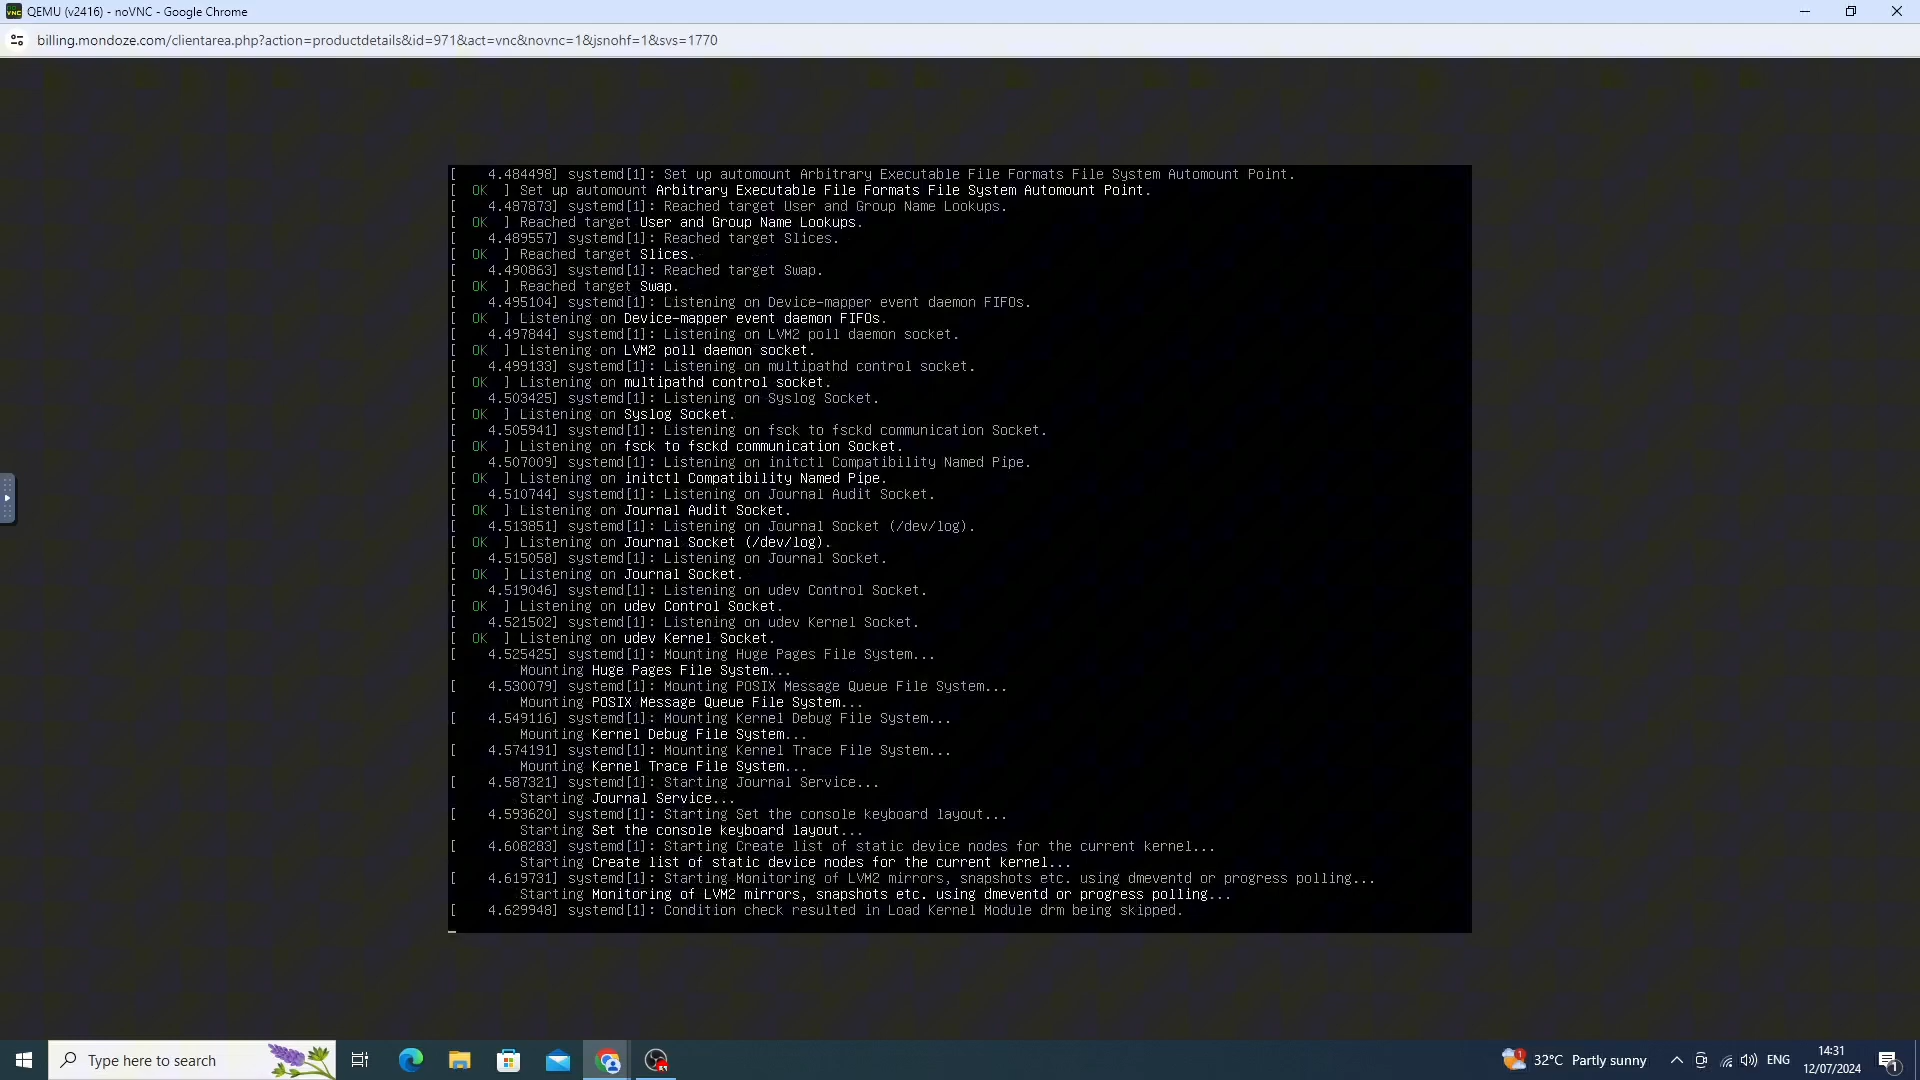 QEMU (v2416) - noVNC - Google Chrome
billing.mondoze.com/clientarea.php?action=productdetails&id=971&act=vnc&novnc=1&jsnohf=1&svs=1770
[    4.484498] systemd[1]: Set up automount Arbitrary Executable File Formats File System Automount Point.
[  OK  ] Set up automount Arbitrary Executable File Formats File System Automount Point.
[    4.487873] systemd[1]: Reached target User and Group Name Lookups.
[  OK  ] Reached target User and Group Name Lookups.
[    4.489557] systemd[1]: Reached target Slices.
[  OK  ] Reached target Slices.
[    4.490863] systemd[1]: Reached target Swap.
[  OK  ] Reached target Swap.
[    4.495104] systemd[1]: Listening on Device-mapper event daemon FIFOs.
[  OK  ] Listening on Device-mapper event daemon FIFOs.
[    4.497844] systemd[1]: Listening on LVM2 poll daemon socket.
[  OK  ] Listening on LVM2 poll daemon socket.
[    4.499133] systemd[1]: Listening on multipathd control socket.
[  OK  ] Listening on multipathd control socket.
[    4.503425] systemd[1]: Listening on Syslog Socket.
[  OK  ] Listening on Syslog Socket.
[    4.505941] systemd[1]: Listening on fsck to fsckd communication Socket.
[  OK  ] Listening on fsck to fsckd communication Socket.
[    4.507009] systemd[1]: Listening on initctl Compatibility Named Pipe.
[  OK  ] Listening on initctl Compatibility Named Pipe.
[    4.510744] systemd[1]: Listening on Journal Audit Socket.
[  OK  ] Listening on Journal Audit Socket.
[    4.513851] systemd[1]: Listening on Journal Socket (/dev/log).
[  OK  ] Listening on Journal Socket (/dev/log).
[    4.515058] systemd[1]: Listening on Journal Socket.
[  OK  ] Listening on Journal Socket.
[    4.519046] systemd[1]: Listening on udev Control Socket.
[  OK  ] Listening on udev Control Socket.
[    4.521502] systemd[1]: Listening on udev Kernel Socket.
[  OK  ] Listening on udev Kernel Socket.
[    4.525425] systemd[1]: Mounting Huge Pages File System...
Mounting Huge Pages File System...
[    4.530079] systemd[1]: Mounting POSIX Message Queue File System...
Mounting POSIX Message Queue File System...
[    4.549116] systemd[1]: Mounting Kernel Debug File System...
Mounting Kernel Debug File System...
[    4.574191] systemd[1]: Mounting Kernel Trace File System...
Mounting Kernel Trace File System...
[    4.587321] systemd[1]: Starting Journal Service...
Starting Journal Service...
[    4.593620] systemd[1]: Starting Set the console keyboard layout...
Starting Set the console keyboard layout...
[    4.608283] systemd[1]: Starting Create list of static device nodes for the current kernel...
Starting Create list of static device nodes for the current kernel...
[    4.619731] systemd[1]: Starting Monitoring of LVM2 mirrors, snapshots etc. using dmeventd or progress polling...
Starting Monitoring of LVM2 mirrors, snapshots etc. using dmeventd or progress polling...
[    4.629948] systemd[1]: Condition check resulted in Load Kernel Module drm being skipped.
Type here to search
1
32°C Partly sunny
ENG
14:31
12/07/2024
1